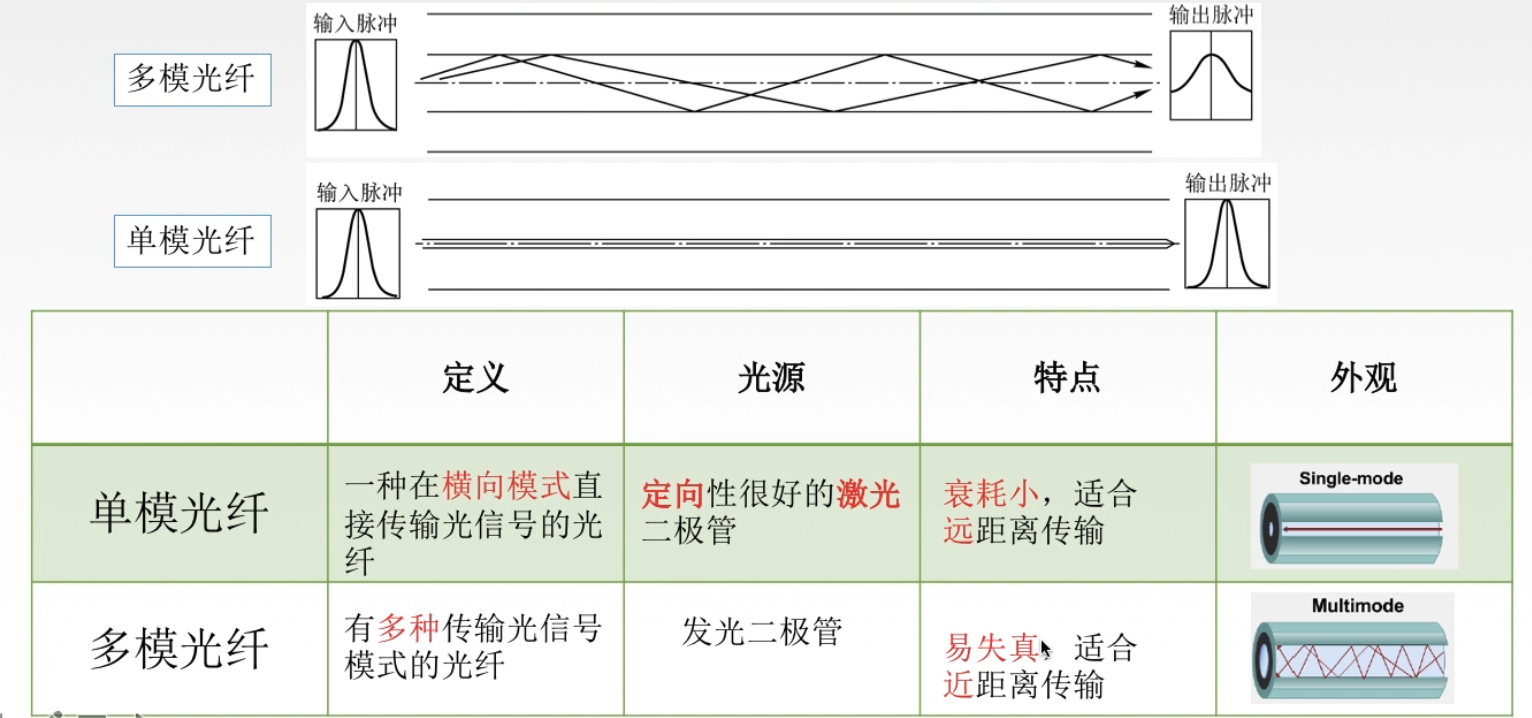 输入脉冲
输出脉冲
多模光纤
输入脉冲
输出脉冲
单模光纤
定义
光源
特点
外观
单模光纤
一种在横向模式直
接传输光信号的光
纤
定向性很好的激光
二极管
衰耗小，适合
远距离传输
Single-mode
多模光纤
有多种传输光信号
模式的光纤
发光二极管
易失真，适合
近距离传输
Multimode